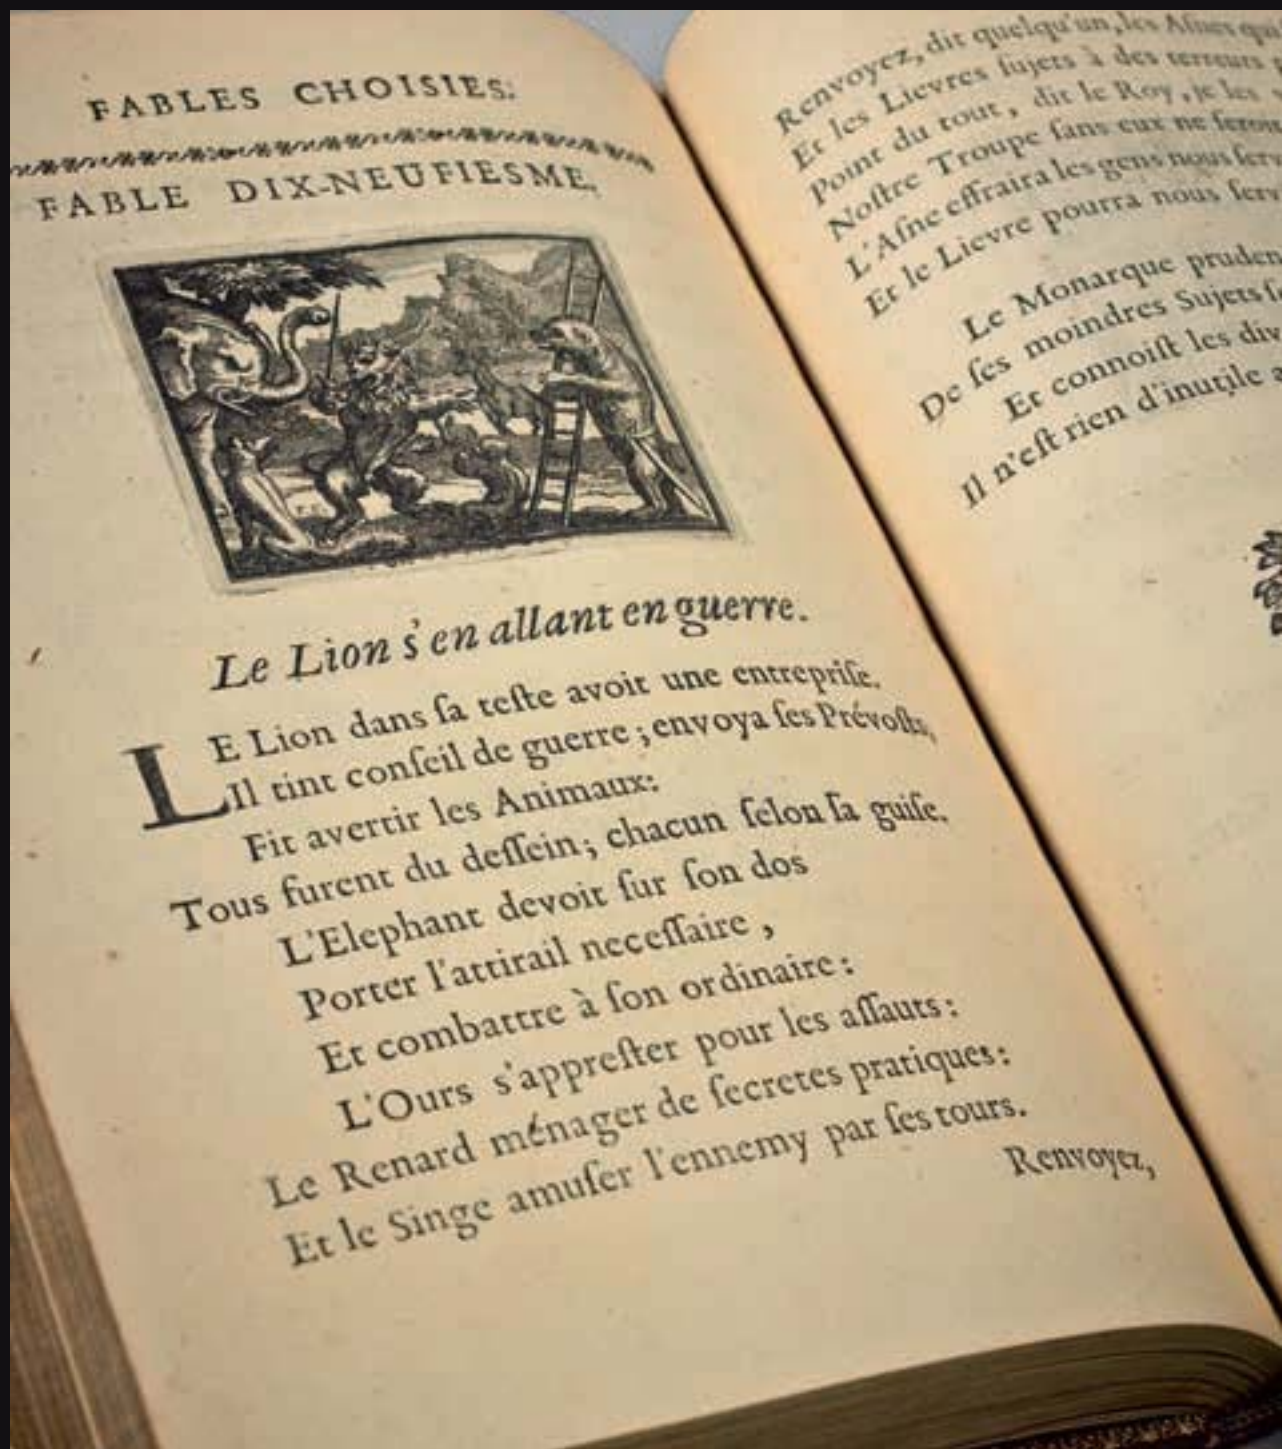 FABLES CHOISIES.
FABLE DIX-NEUFIESME.
Le Lion s'en allant en guerre.
LE Lion dans ſa teſte avoit une entrepriſe.
Il tint conſeil de guerre ; envoya ſes Prévoſts,
Fit avertir les Animaux:
Tous furent du deſſein; chacun ſelon ſa guiſe.
L'Elephant devoit ſur ſon dos
Porter l'attirail neceſſaire,
Et combattre à ſon ordinaire:
L'Ours s'appreſter pour les aſſauts:
Le Renard ménager de ſecretes pratiques:
Et le Singe amuſer l'ennemy par ſes tours.
Renvoyez,
Renvoyez, dit quelqu'un, les Aſnes qui
Et les Lievres ſujets à des terreurs
Point du tout, dit le Roy, je les
Noſtre Troupe ſans eux ne ſeroit
L'Aſne effraira les gens nous
Et le Lievre pourra nous
Le Monarque pruden
De ſes moindres Sujets
Et connoiſt les div
Il n'eſt rien d'inutile a